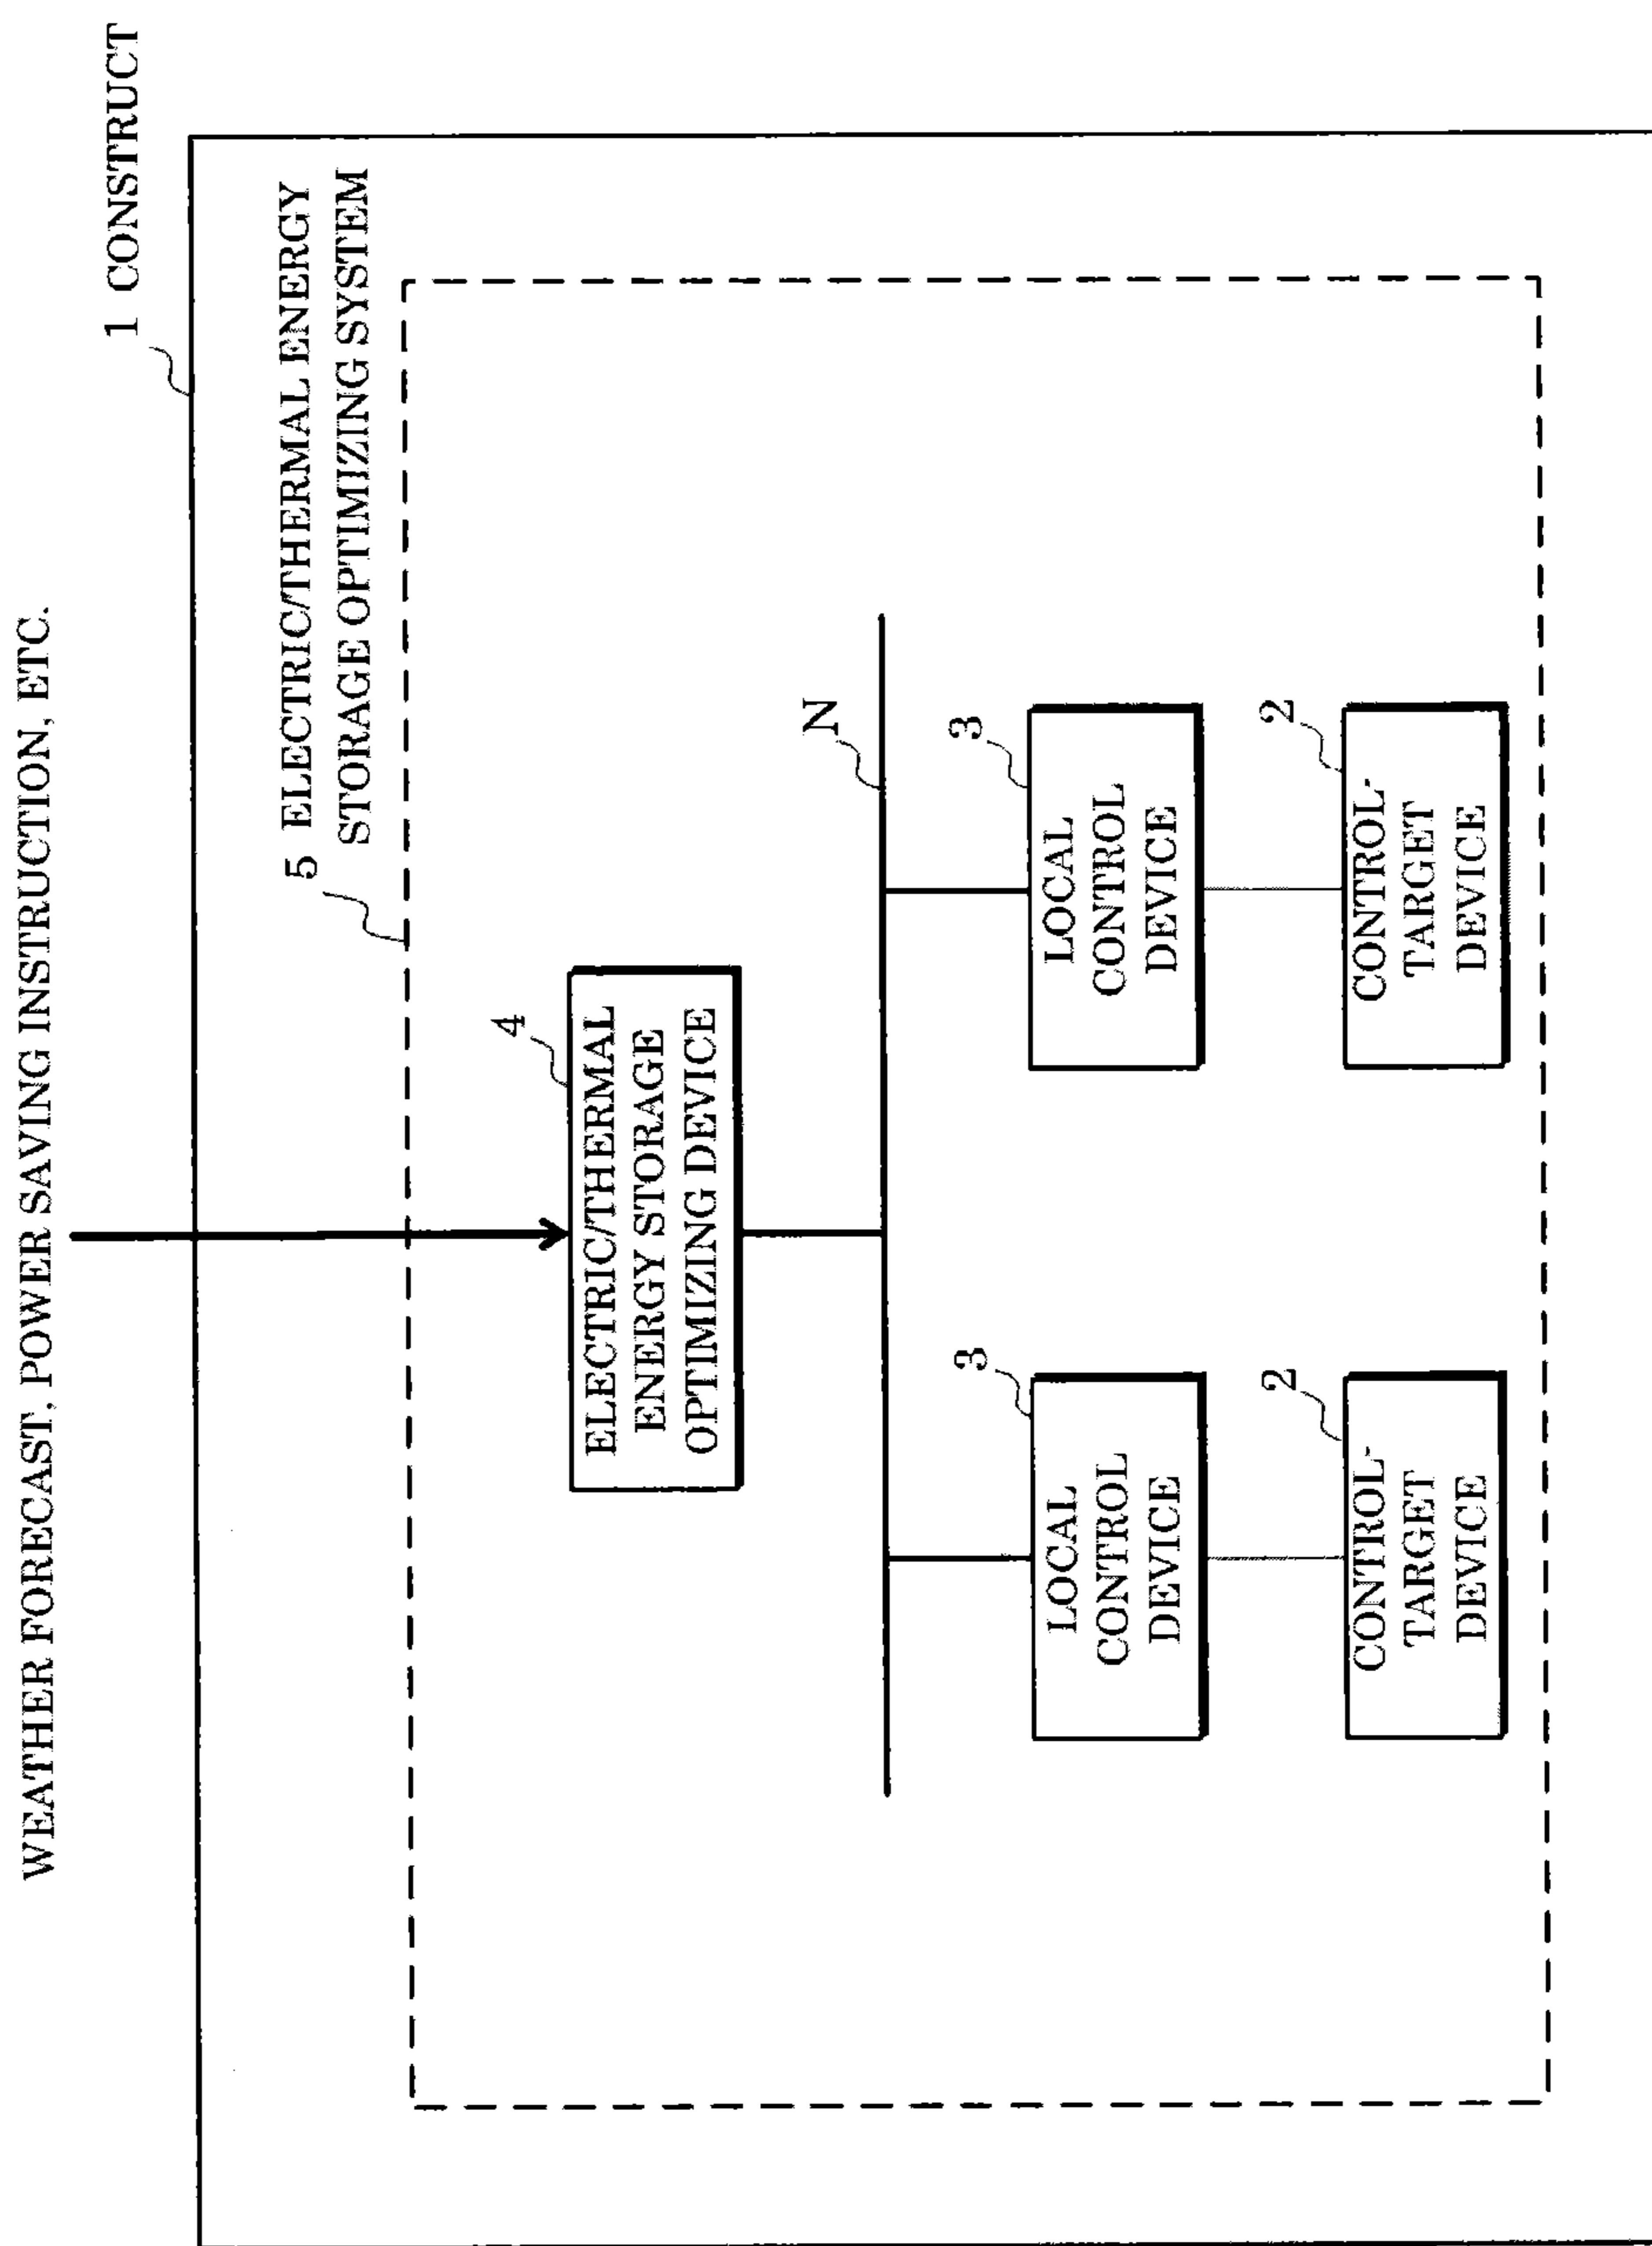 WEATHER FORECAST, POWER SAVING INSTRUCTION, ETC.
1 CONSTRUCT
5 ELECTRIC/THERMAL ENERGY
STORAGE OPTIMIZING SYSTEM
4
ELECTRIC/THERMAL
ENERGY STORAGE
OPTIMIZING DEVICE
N
3
LOCAL
CONTROL
DEVICE
3
LOCAL
CONTROL
DEVICE
2
CONTROL-
TARGET
DEVICE
2
CONTROL-
TARGET
DEVICE